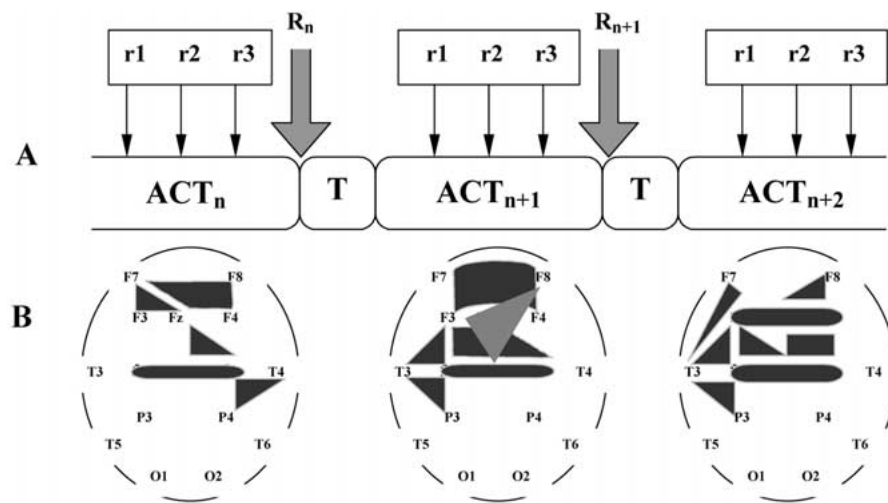 Rn Rn+1
r1 r2 r3 r1 r2 r3 r1 r2 r3
A
ACTn T ACTn+1 T ACTn+2
B
F7 F8 F7 F8 F7 F8
F3 Fz F4 F3 F4
T3 T4 T3 T4 T3 T4
P3 P4 P3 P4 P3 P4
T5 T6 T5 T6 T5 T6
O1 O2 O1 O2 O1 O2